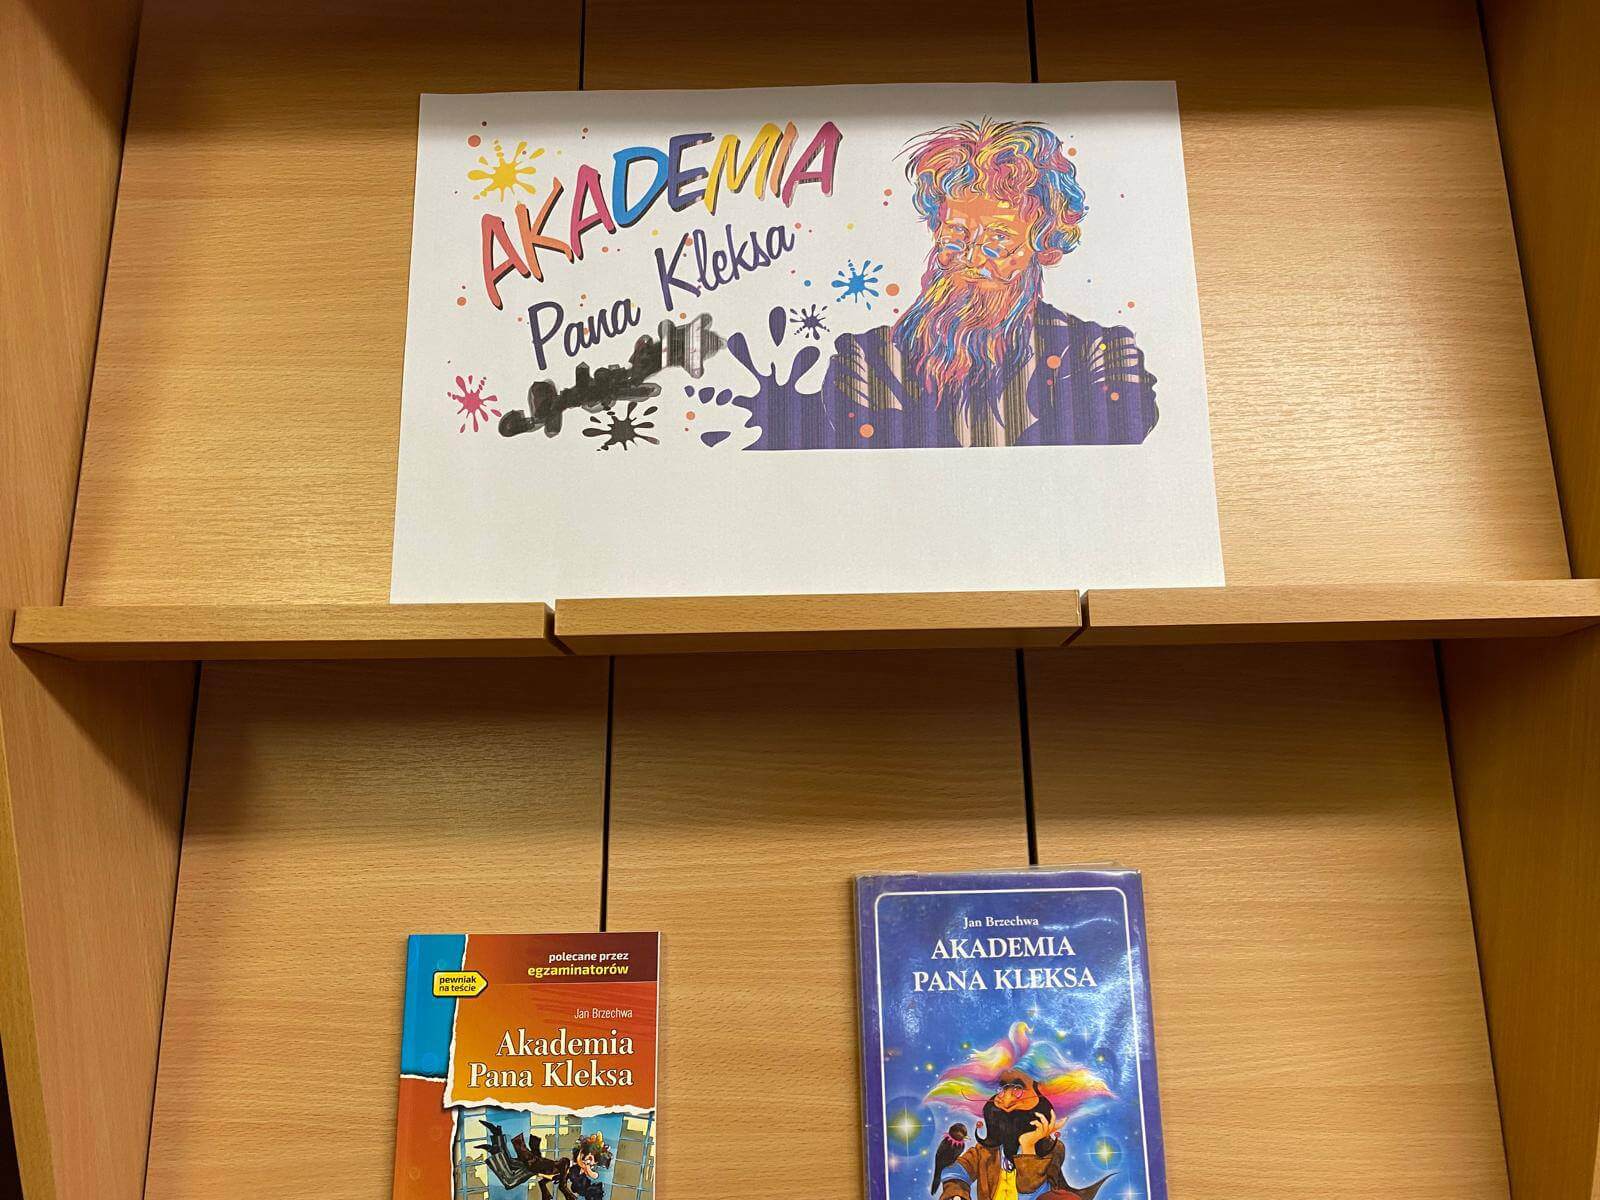 AKADEMIA
Pana Kleksa
polecane przez
egzaminatorów
pewniak
na teście
Jan Brzechwa
Akademia
Pana Kleksa
Jan Brzechwa
AKADEMIA
PANA KLEKSA